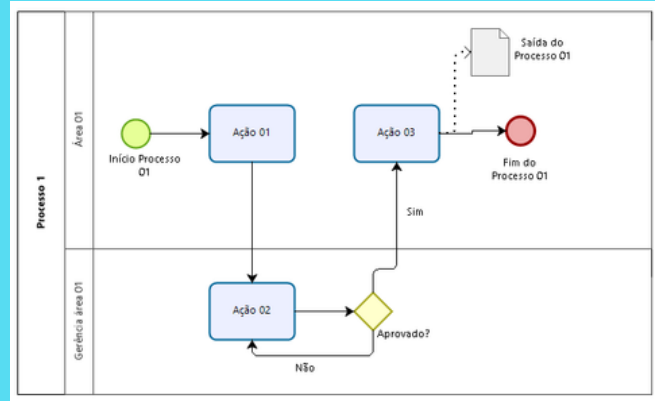 Processo 1
Área 01
Início Processo
01
Ação 01
Ação 03
Saída do
Processo 01
Fim do
Processo 01
Sim
Gerência área 01
Ação 02
Aprovado?
Não